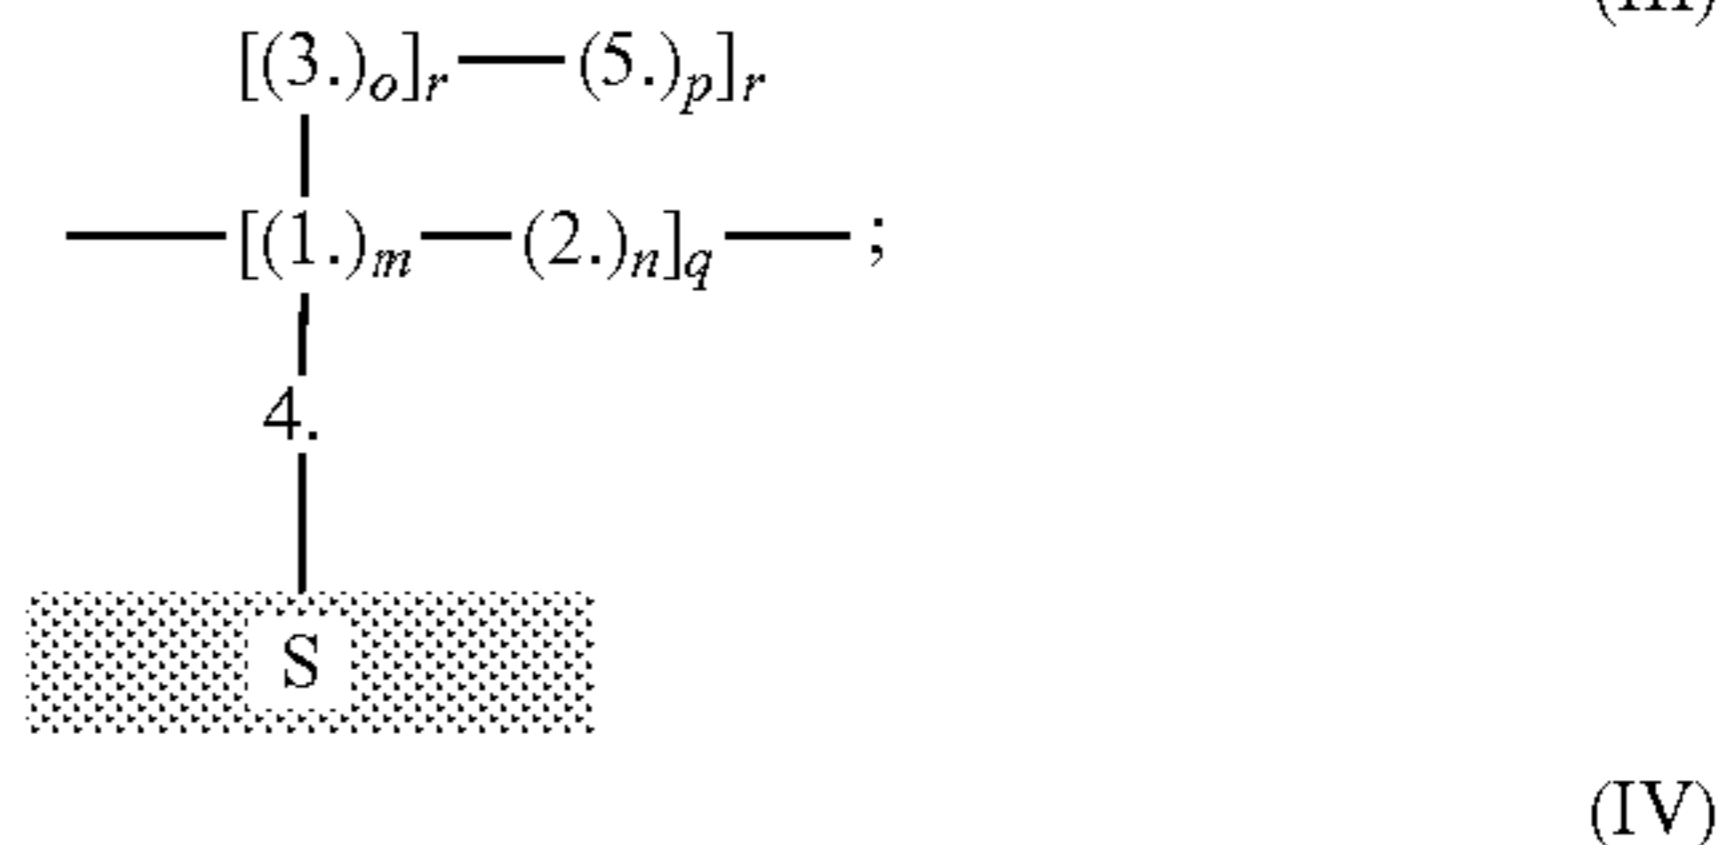 (III)
[(3.)o]r — (5.)p]r
— [(1.)m — (2.)n]q — ;
4.
S
(IV)